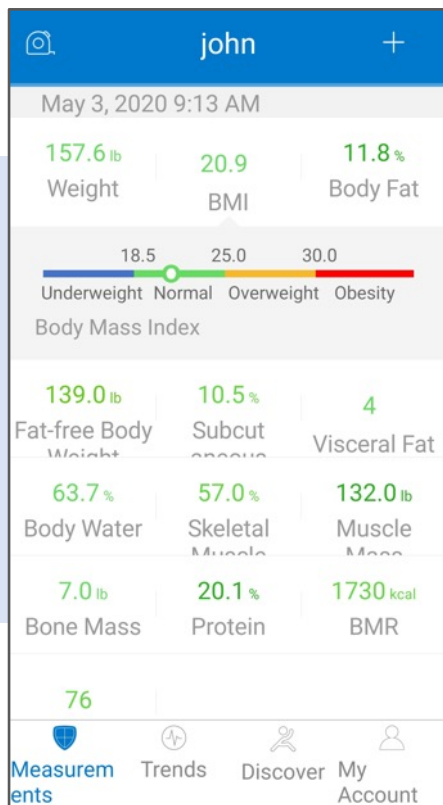 john
May 3, 2020 9:13 AM
157.6 lb 20.9 11.8 %
Weight BMI Body Fat
18.5 25.0 30.0
Underweight Normal Overweight Obesity
Body Mass Index
139.0 lb 10.5 % 4
Fat-free Body Weight Subcut Visceral Fat
63.7 % 57.0 % 132.0 lb
Body Water Skeletal Muscle Muscle Mass
7.0 lb 20.1 % 1730 kcal
Bone Mass Protein BMR
76
Measurem Trends Discover My
ents Account